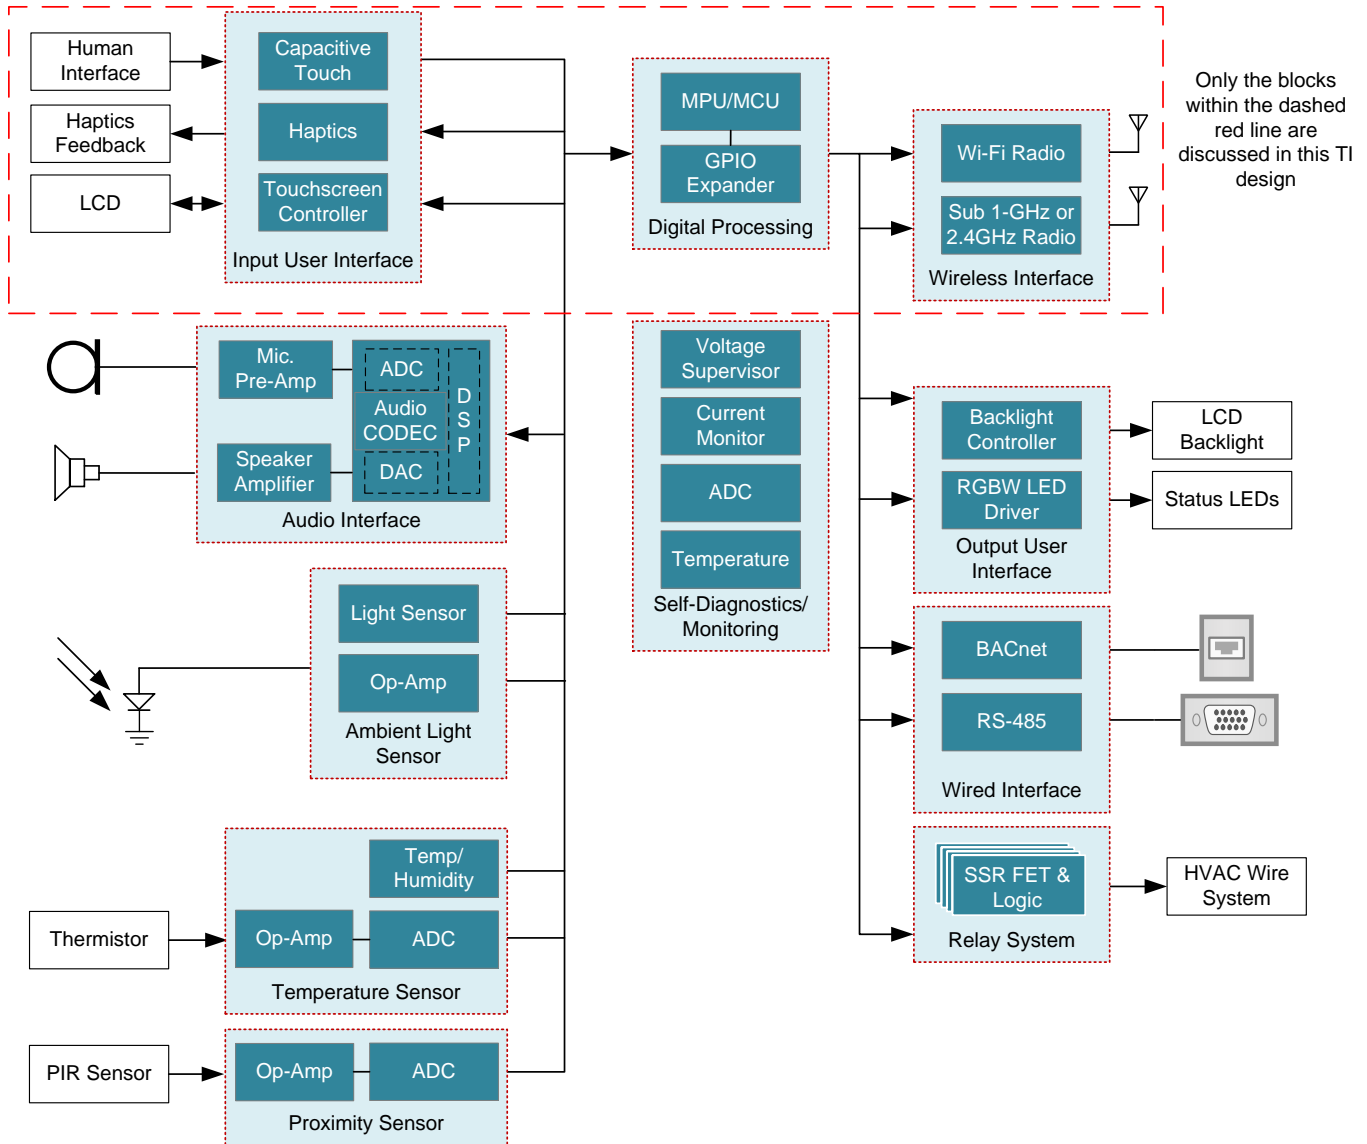 Human
Interface
Haptics
Feedback
LCD
Capacitive
Touch
Haptics
Touchscreen
Controller
Input User Interface
MPU/MCU
GPIO
Expander
Digital Processing
Wi-Fi Radio
Sub 1-GHz or
2.4GHz Radio
Wireless Interface
Only the blocks
within the dashed
red line are
discussed in this TI
design
Mic.
Pre-Amp
ADC
Audio
CODEC
DAC
D
S
P
Speaker
Amplifier
Audio Interface
Voltage
Supervisor
Current
Monitor
ADC
Temperature
Self-Diagnostics/
Monitoring
Backlight
Controller
RGBW LED
Driver
Output User
Interface
LCD
Backlight
Status LEDs
Light Sensor
Op-Amp
Ambient Light
Sensor
BACnet
RS-485
Wired Interface
Temp/
Humidity
Thermistor
Op-Amp
ADC
Temperature Sensor
SSR FET &
Logic
Relay System
HVAC Wire
System
PIR Sensor
Op-Amp
ADC
Proximity Sensor